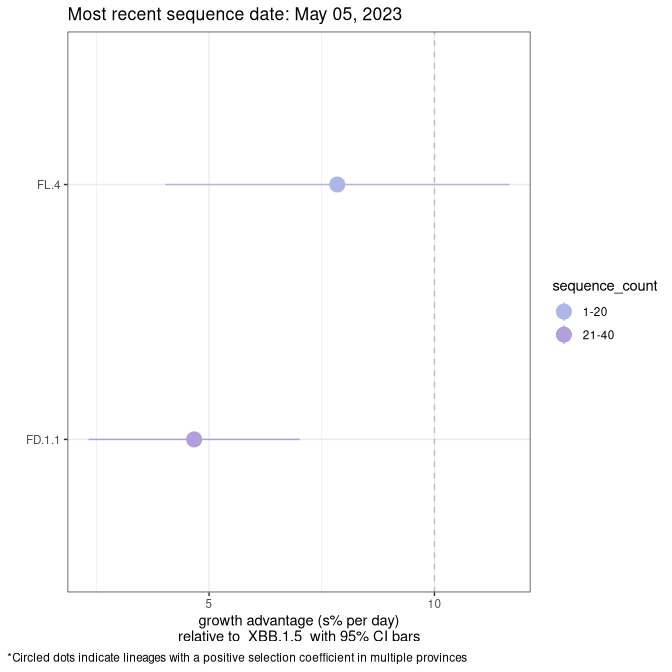 Most recent sequence date: May 05, 2023
FL.4
sequence_count
1-20
21-40
FD.1.1
5
10
growth advantage (s% per day)
relative to XBB.1.5 with 95% CI bars
*Circled dots indicate lineages with a positive selection coefficient in multiple provinces